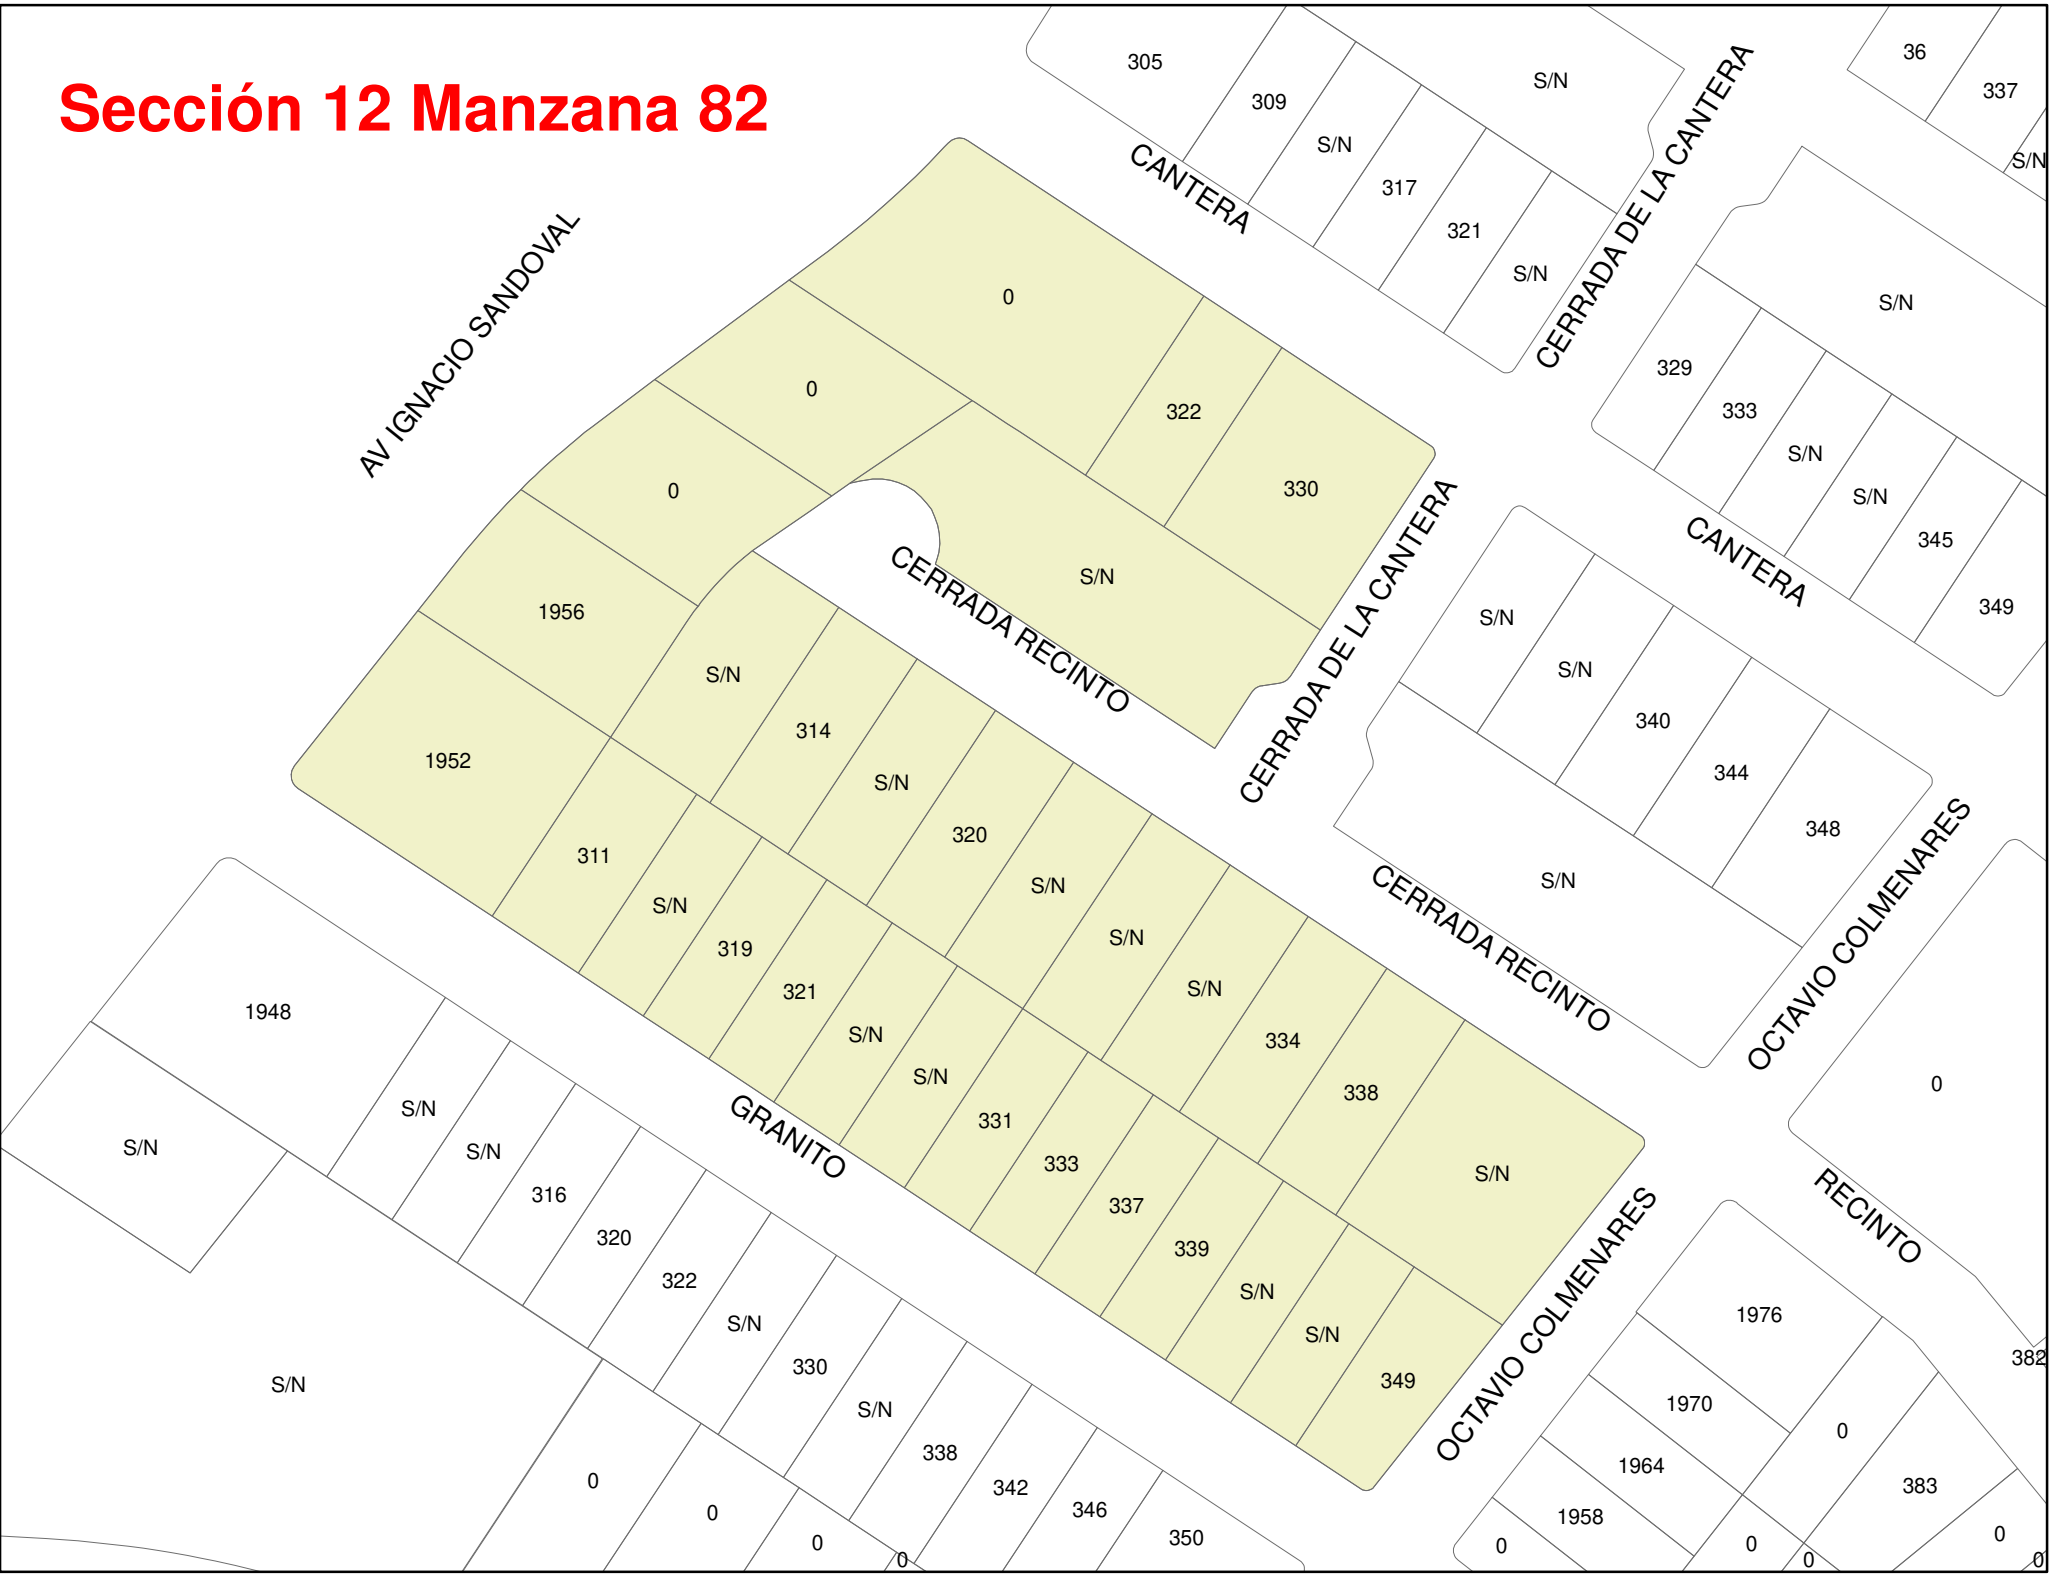 Sección 12 Manzana 82
305
309
S/N
317
321
S/N
S/N
36
337
S/N
CANTERA
CERRADA DE LA CANTERA
AV IGNACIO SANDOVAL
0
322
330
0
0
1956
1952
S/N
CERRADA RECINTO
CERRADA DE LA CANTERA
S/N
329
333
S/N
S/N
345
349
CANTERA
S/N
S/N
340
344
348
S/N
CERRADA RECINTO
OCTAVIO COLMENARES
S/N
314
S/N
320
S/N
S/N
S/N
334
338
S/N
311
S/N
319
321
S/N
S/N
331
333
337
339
S/N
S/N
349
GRANITO
OCTAVIO COLMENARES
0
RECINTO
382
1948
S/N
S/N
S/N
316
320
322
S/N
330
S/N
338
342
346
350
S/N
0
0
0
0
1976
1970
1964
1958
0
0
383
0
0
0
0